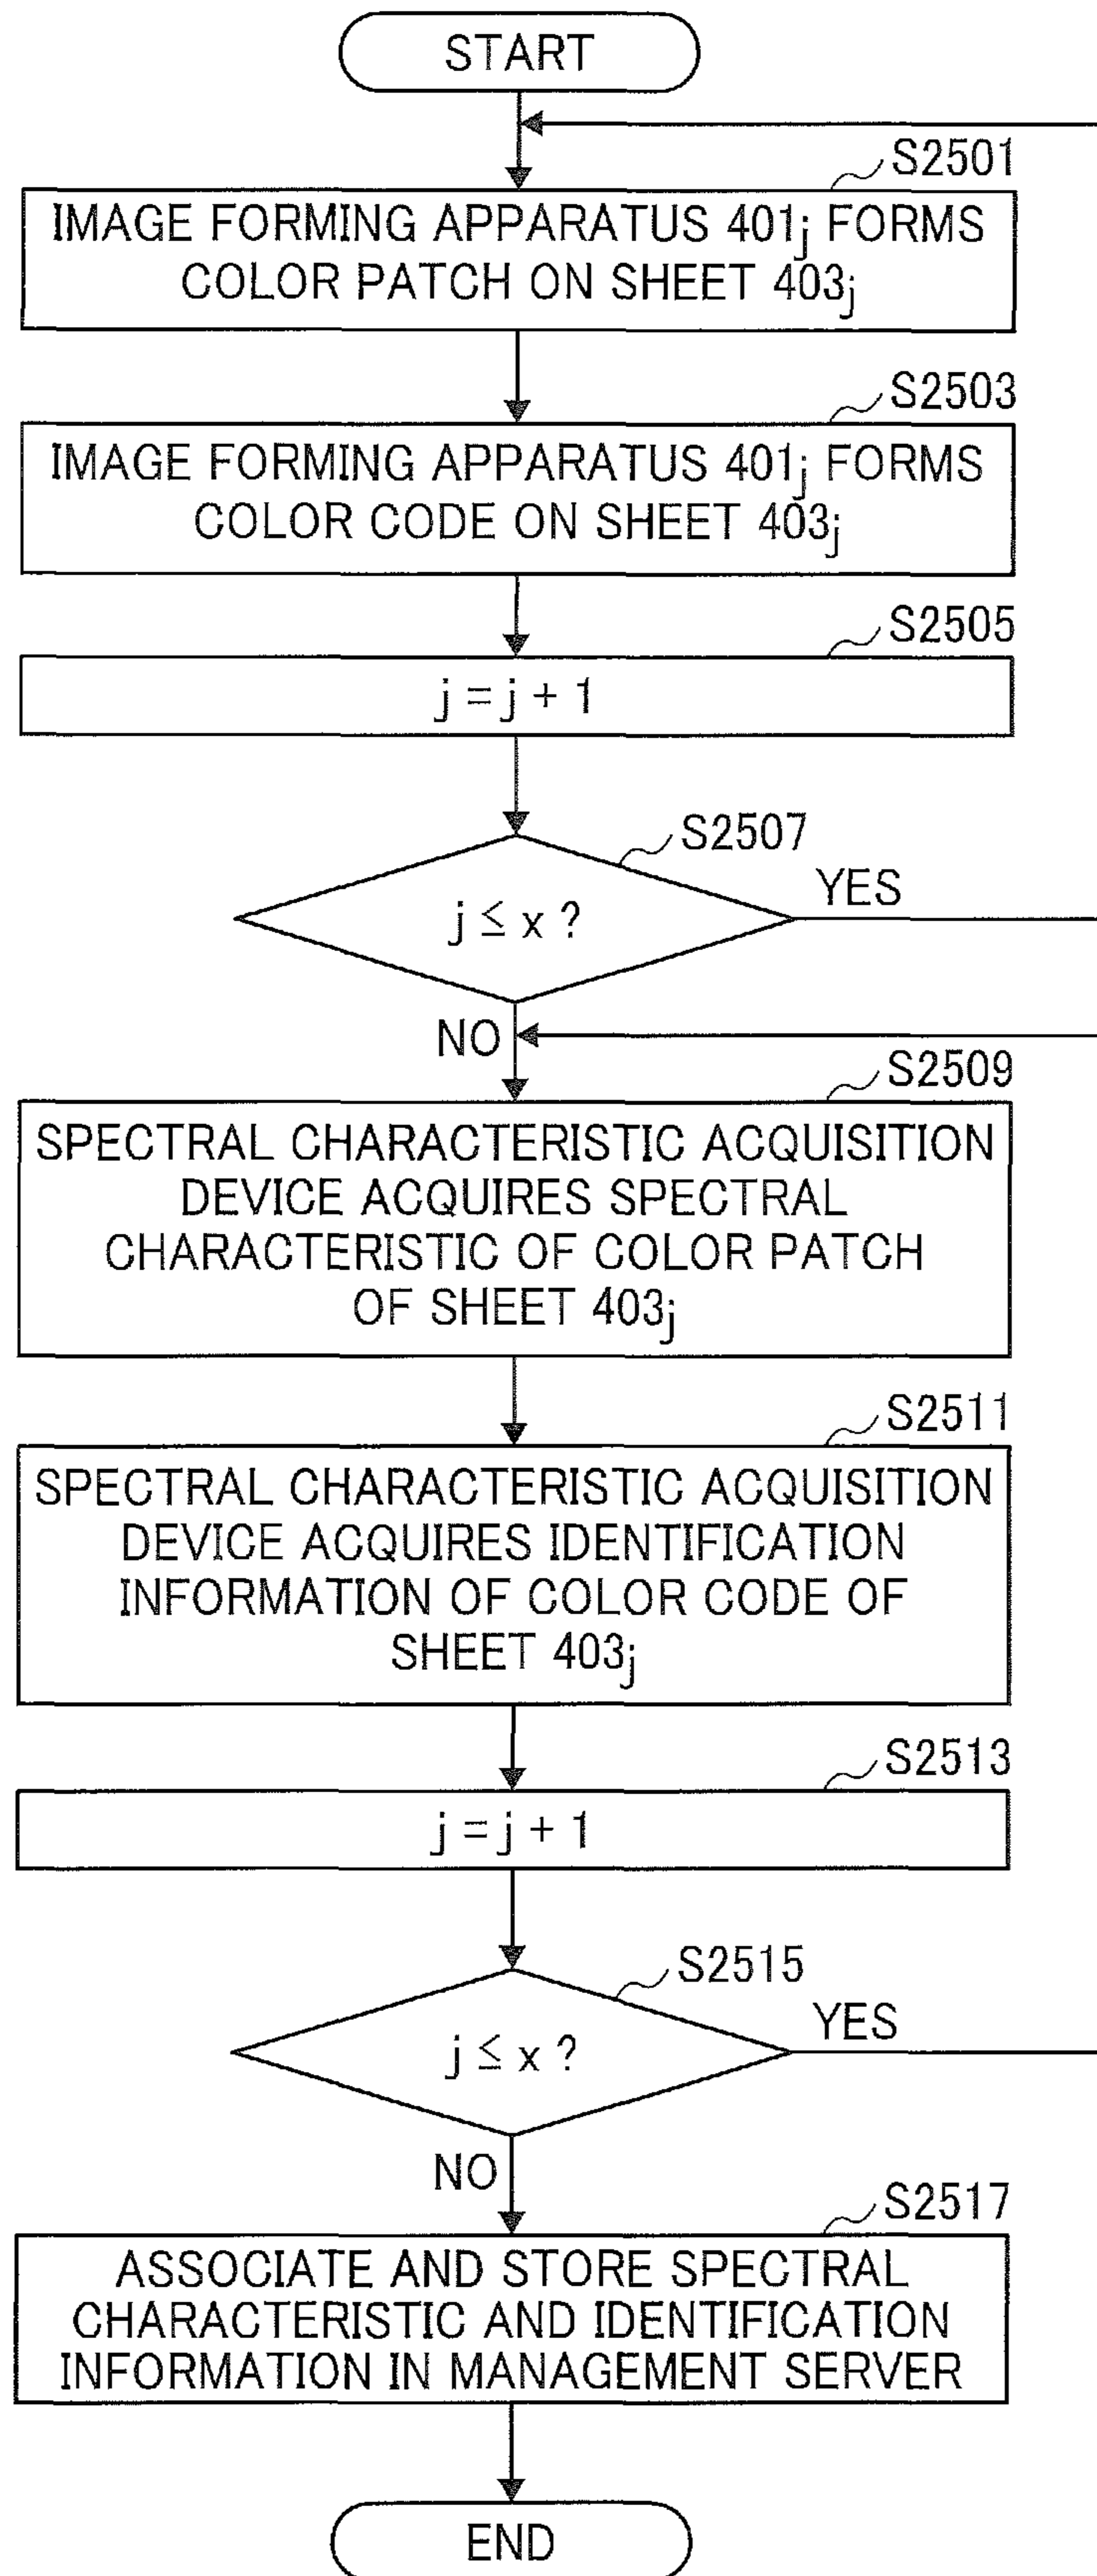 START
S2501
IMAGE FORMING APPARATUS 401j FORMS
COLOR PATCH ON SHEET 403j
S2503
IMAGE FORMING APPARATUS 401j FORMS
COLOR CODE ON SHEET 403j
S2505
j = j + 1
S2507
j ≦ x ?
YES
NO
S2509
SPECTRAL CHARACTERISTIC ACQUISITION
DEVICE ACQUIRES SPECTRAL
CHARACTERISTIC OF COLOR PATCH
OF SHEET 403j
S2511
SPECTRAL CHARACTERISTIC ACQUISITION
DEVICE ACQUIRES IDENTIFICATION
INFORMATION OF COLOR CODE OF
SHEET 403j
S2513
j = j + 1
S2515
j ≦ x ?
YES
NO
S2517
ASSOCIATE AND STORE SPECTRAL
CHARACTERISTIC AND IDENTIFICATION
INFORMATION IN MANAGEMENT SERVER
END